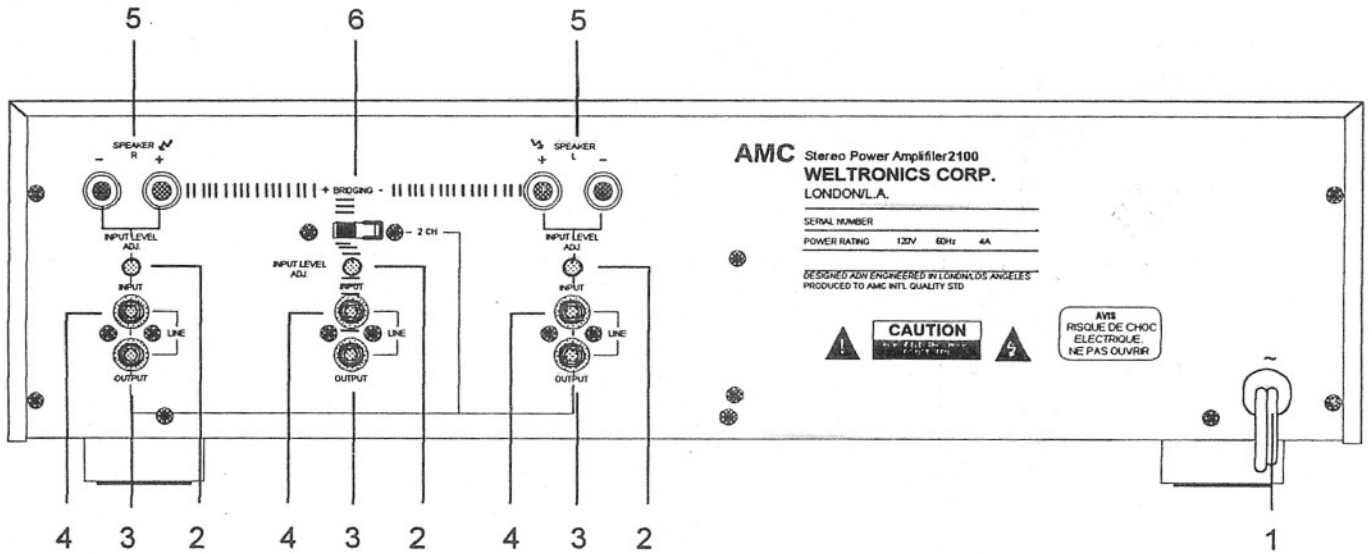 5 6 5
SPEAKER
R
- +
+ BRIDGING -
SPEAKER
L
+ -
INPUT LEVEL
ADJ.
- 2 CH
INPUT LEVEL
ADJ.
INPUT LEVEL
ADJ.
INPUT
LINE
OUTPUT
INPUT
OUTPUT
INPUT
LINE
OUTPUT
AMC Stereo Power Amplifiler2100
WELTRONICS CORP.
LONDON/L.A.
SERIAL NUMBER
POWER RATING 120V 60Hz 4A
DESIGNED ADN ENGINEERED IN LONDN/LOS ANGELES
PRODUCED TO AMC INTL QUALITY STD
!
CAUTION
AVIS
RISQUE DE CHOC
ELECTRIQUE.
NE PAS OUVRIR
~
4 3 2 4 3 2 4 3 2 1